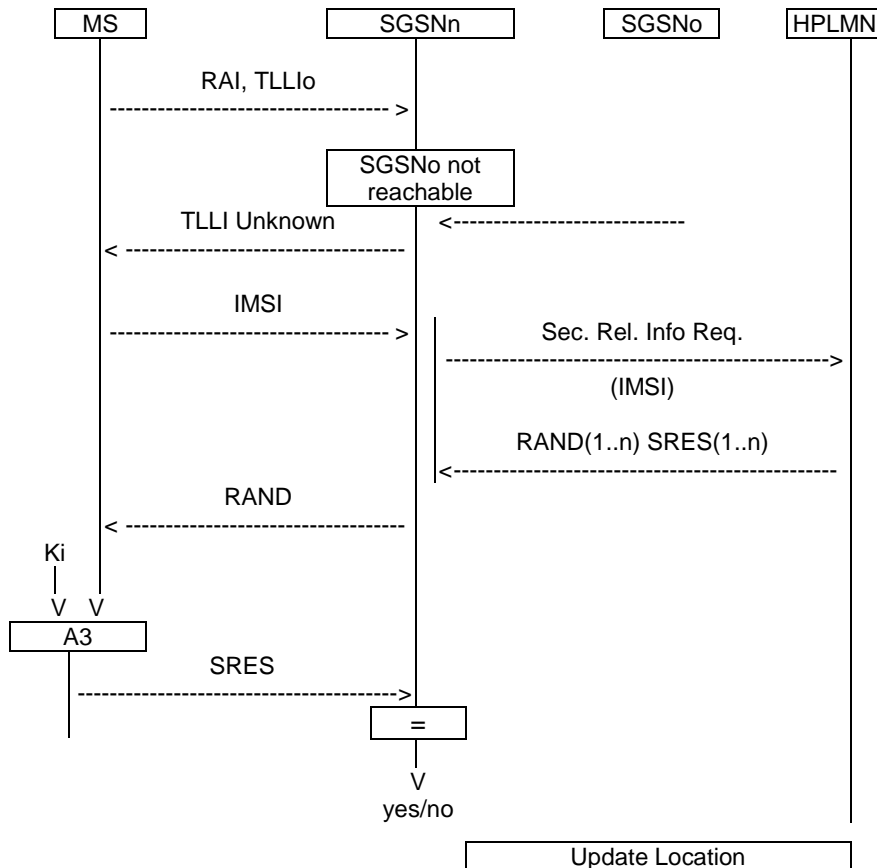 MS SGSNn SGSNo HPLMN
RAI, TLLIo
SGSNo not
reachable
TLLI Unknown
IMSI
Sec. Rel. Info Req.
(IMSI)
RAND(1..n) SRES(1..n)
RAND
Ki
V V
A3
SRES
=
V
yes/no
Update Location